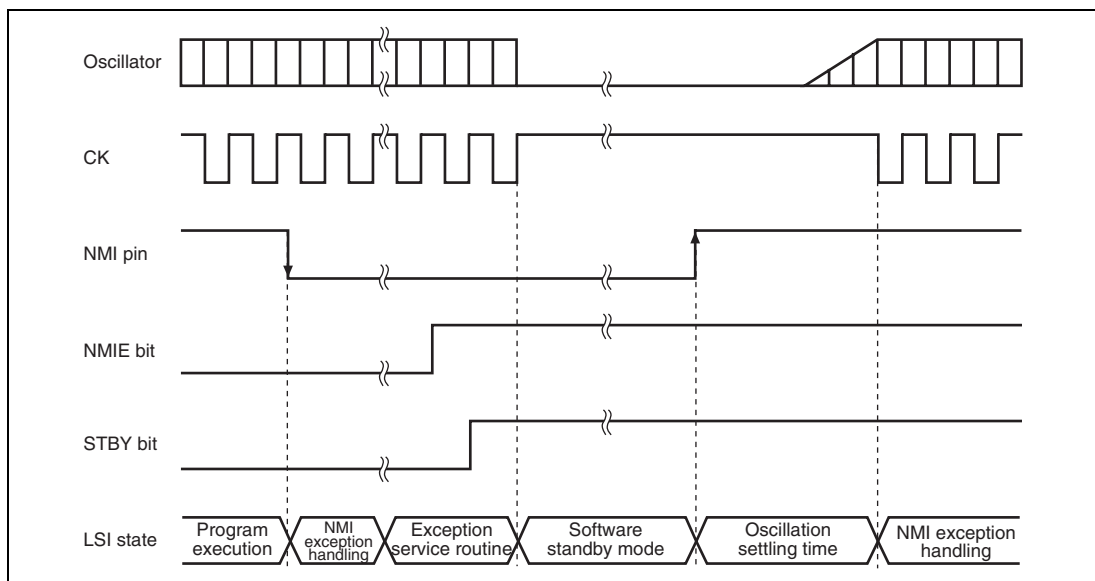 Oscillator
CK
NMI pin
NMIE bit
STBY bit
LSI state
Program
execution
NMI
exception
handling
Exception
service routine
Software
standby mode
Oscillation
settling time
NMI exception
handling